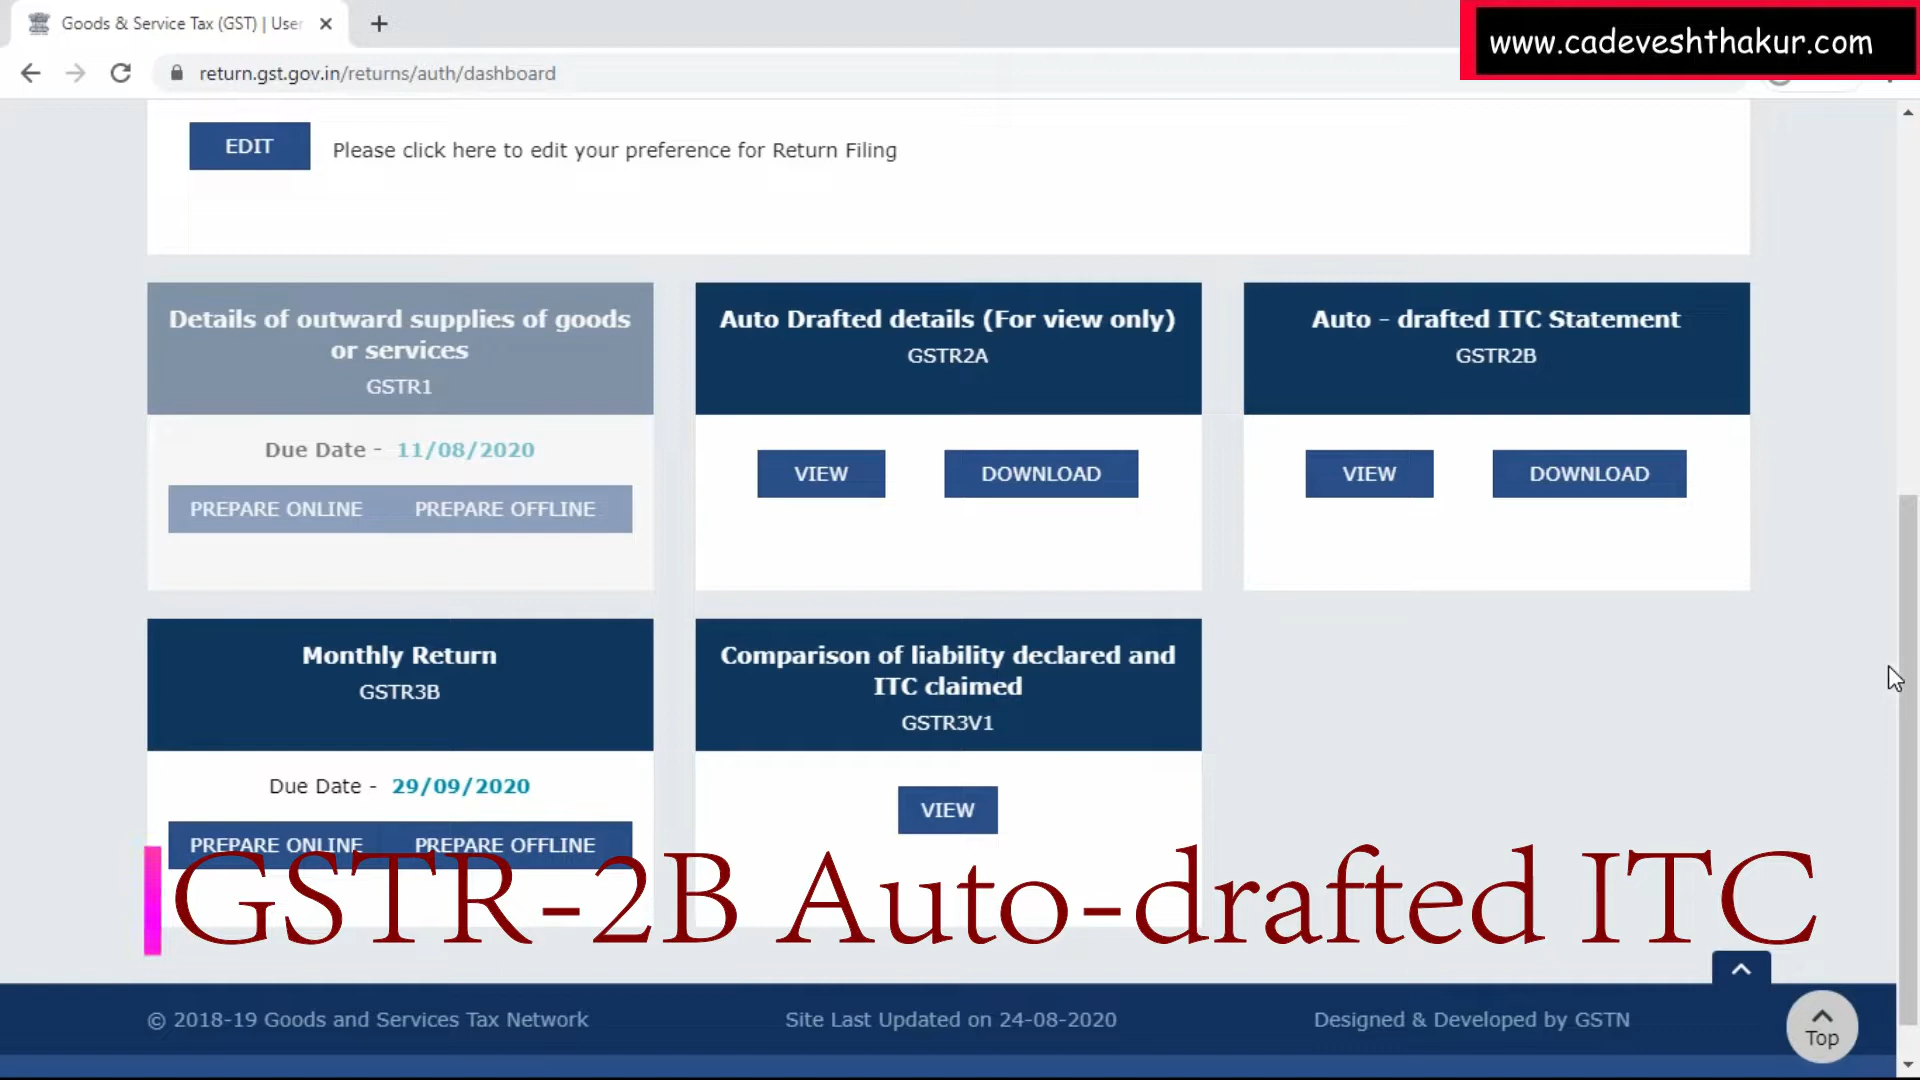 Goods & Service Tax (GST) | User
www.cadeveshthakur.com
return.gst.gov.in/returns/auth/dashboard
EDIT
Please click here to edit your preference for Return Filing
Details of outward supplies of goods
or services
GSTR1
Due Date - 11/08/2020
PREPARE ONLINE
PREPARE OFFLINE
Auto Drafted details (For view only)
GSTR2A
VIEW
DOWNLOAD
Auto - drafted ITC Statement
GSTR2B
VIEW
DOWNLOAD
Monthly Return
GSTR3B
Due Date - 29/09/2020
PREPARE ONLINE
PREPARE OFFLINE
Comparison of liability declared and
ITC claimed
GSTR3V1
VIEW
GSTR-2B Auto-drafted ITC
© 2018-19 Goods and Services Tax Network
Site Last Updated on 24-08-2020
Designed & Developed by GSTN
Top